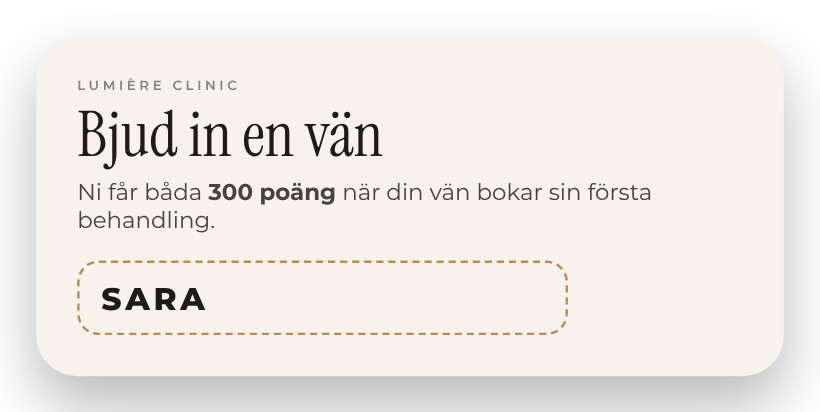 LUMIÈRE CLINIC
Bjud in en vän
Ni får båda 300 poäng när din vän bokar sin första
behandling.
SARA